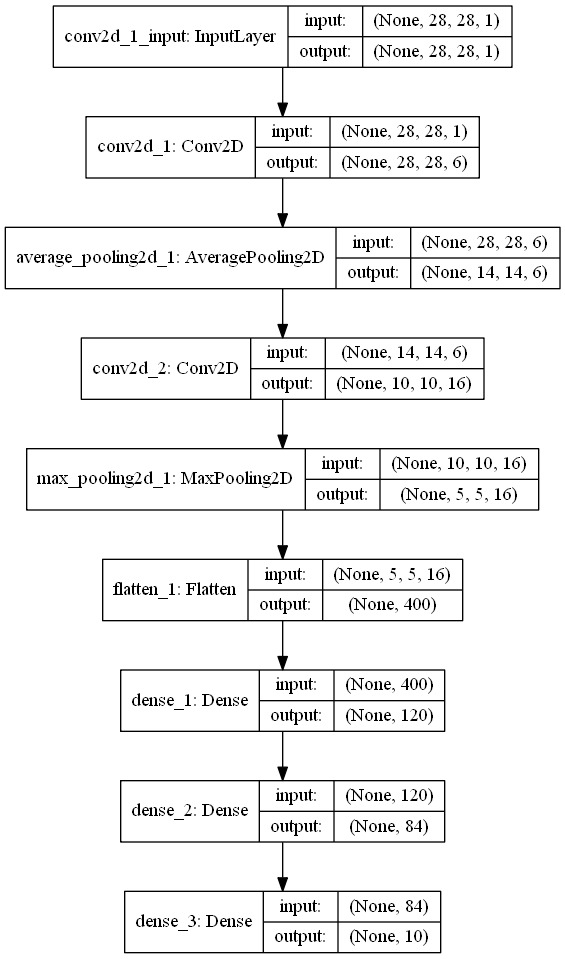 conv2d_1_input: InputLayer input: (None, 28, 28, 1)
output: (None, 28, 28, 1)
conv2d_1: Conv2D input: (None, 28, 28, 1)
output: (None, 28, 28, 6)
average_pooling2d_1: AveragePooling2D input: (None, 28, 28, 6)
output: (None, 14, 14, 6)
conv2d_2: Conv2D input: (None, 14, 14, 6)
output: (None, 10, 10, 16)
max_pooling2d_1: MaxPooling2D input: (None, 10, 10, 16)
output: (None, 5, 5, 16)
flatten_1: Flatten input: (None, 5, 5, 16)
output: (None, 400)
dense_1: Dense input: (None, 400)
output: (None, 120)
dense_2: Dense input: (None, 120)
output: (None, 84)
dense_3: Dense input: (None, 84)
output: (None, 10)